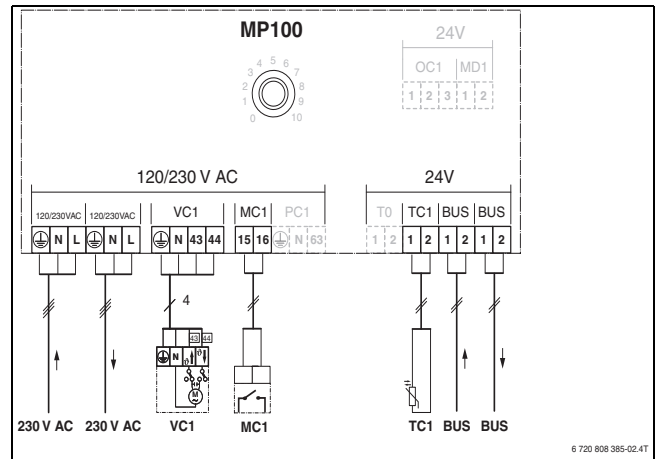 MP100
24V
OC1 MD1
1 2 3 1 2
0 1 2 3 4 5 6 7 8 9 10
120/230 V AC
24V
120/230VAC 120/230VAC VC1 MC1 PC1 T0 TC1 BUS BUS
N L N L N 43 44 15 16 N 63 1 2 1 2 1 2 1 2
4
43 44
N
M
230 V AC 230 V AC VC1 MC1 TC1 BUS BUS
6 720 808 385-02.4T